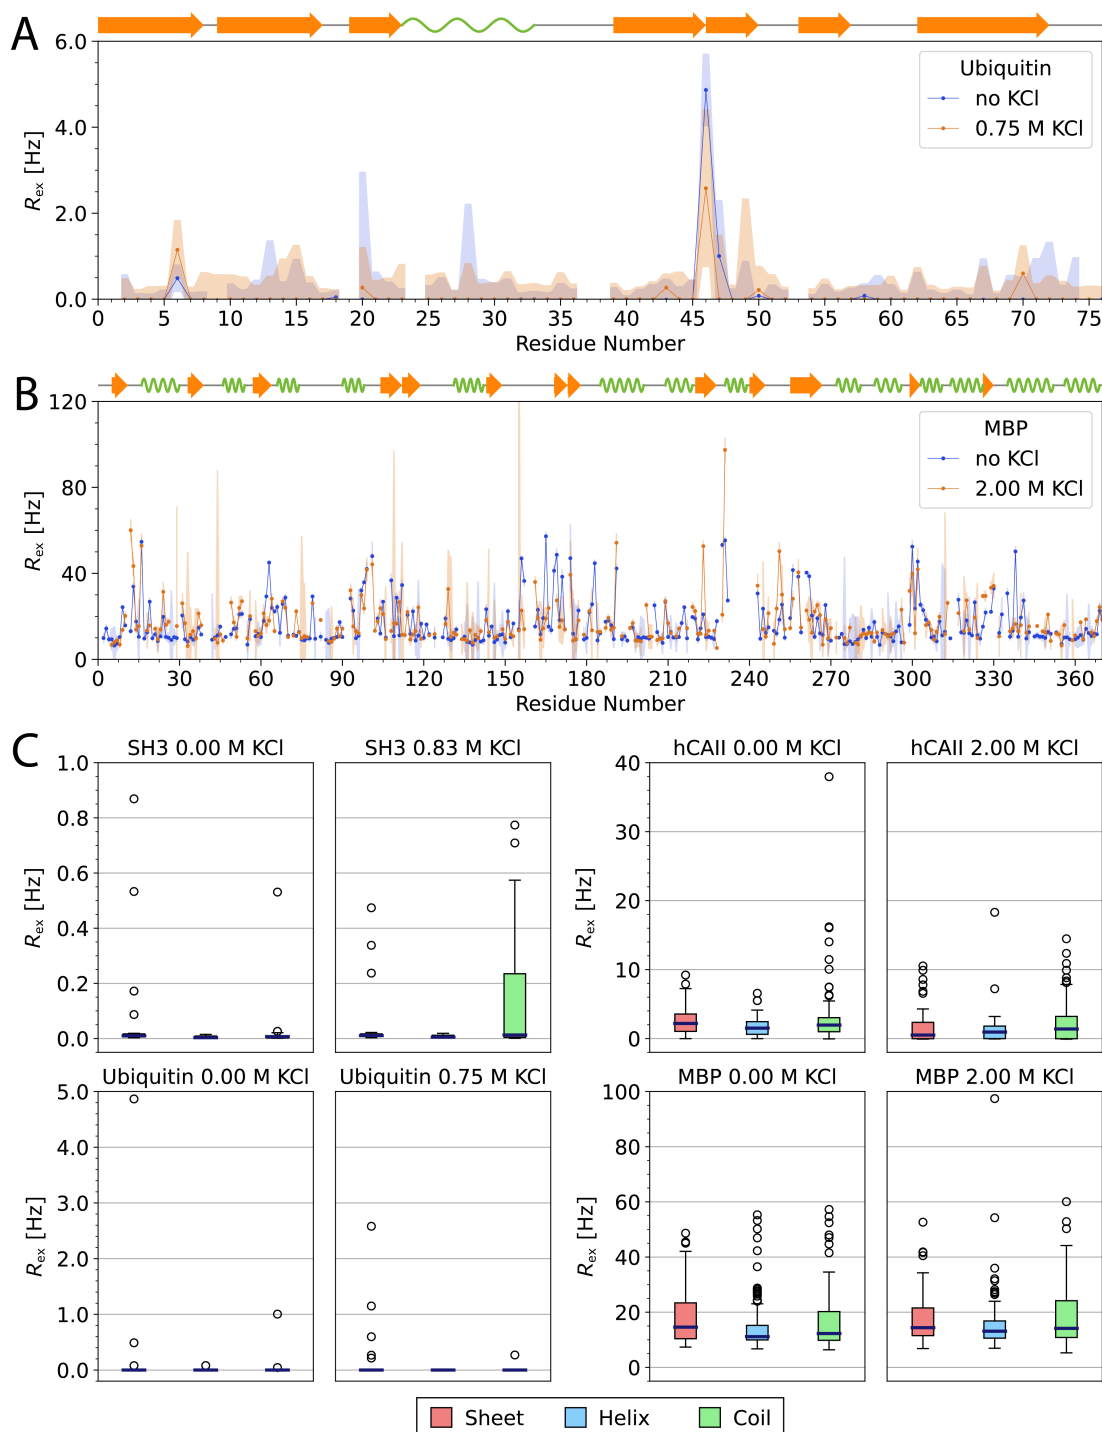 A
6.0
4.0
2.0
0.0
R_ex [Hz]
Ubiquitin
no KCl
0.75 M KCl
0 5 10 15 20 25 30 35 40 45 50 55 60 65 70 75
Residue Number
B
120
80
40
0
R_ex [Hz]
MBP
no KCl
2.00 M KCl
0 30 60 90 120 150 180 210 240 270 300 330 360
Residue Number
C
SH3 0.00 M KCl
SH3 0.83 M KCl
hCAII 0.00 M KCl
hCAII 2.00 M KCl
1.0
0.8
0.6
0.4
0.2
0.0
R_ex [Hz]
40
30
20
10
0
R_ex [Hz]
Ubiquitin 0.00 M KCl
Ubiquitin 0.75 M KCl
MBP 0.00 M KCl
MBP 2.00 M KCl
5.0
4.0
3.0
2.0
1.0
0.0
R_ex [Hz]
100
80
60
40
20
0
R_ex [Hz]
Sheet Helix Coil